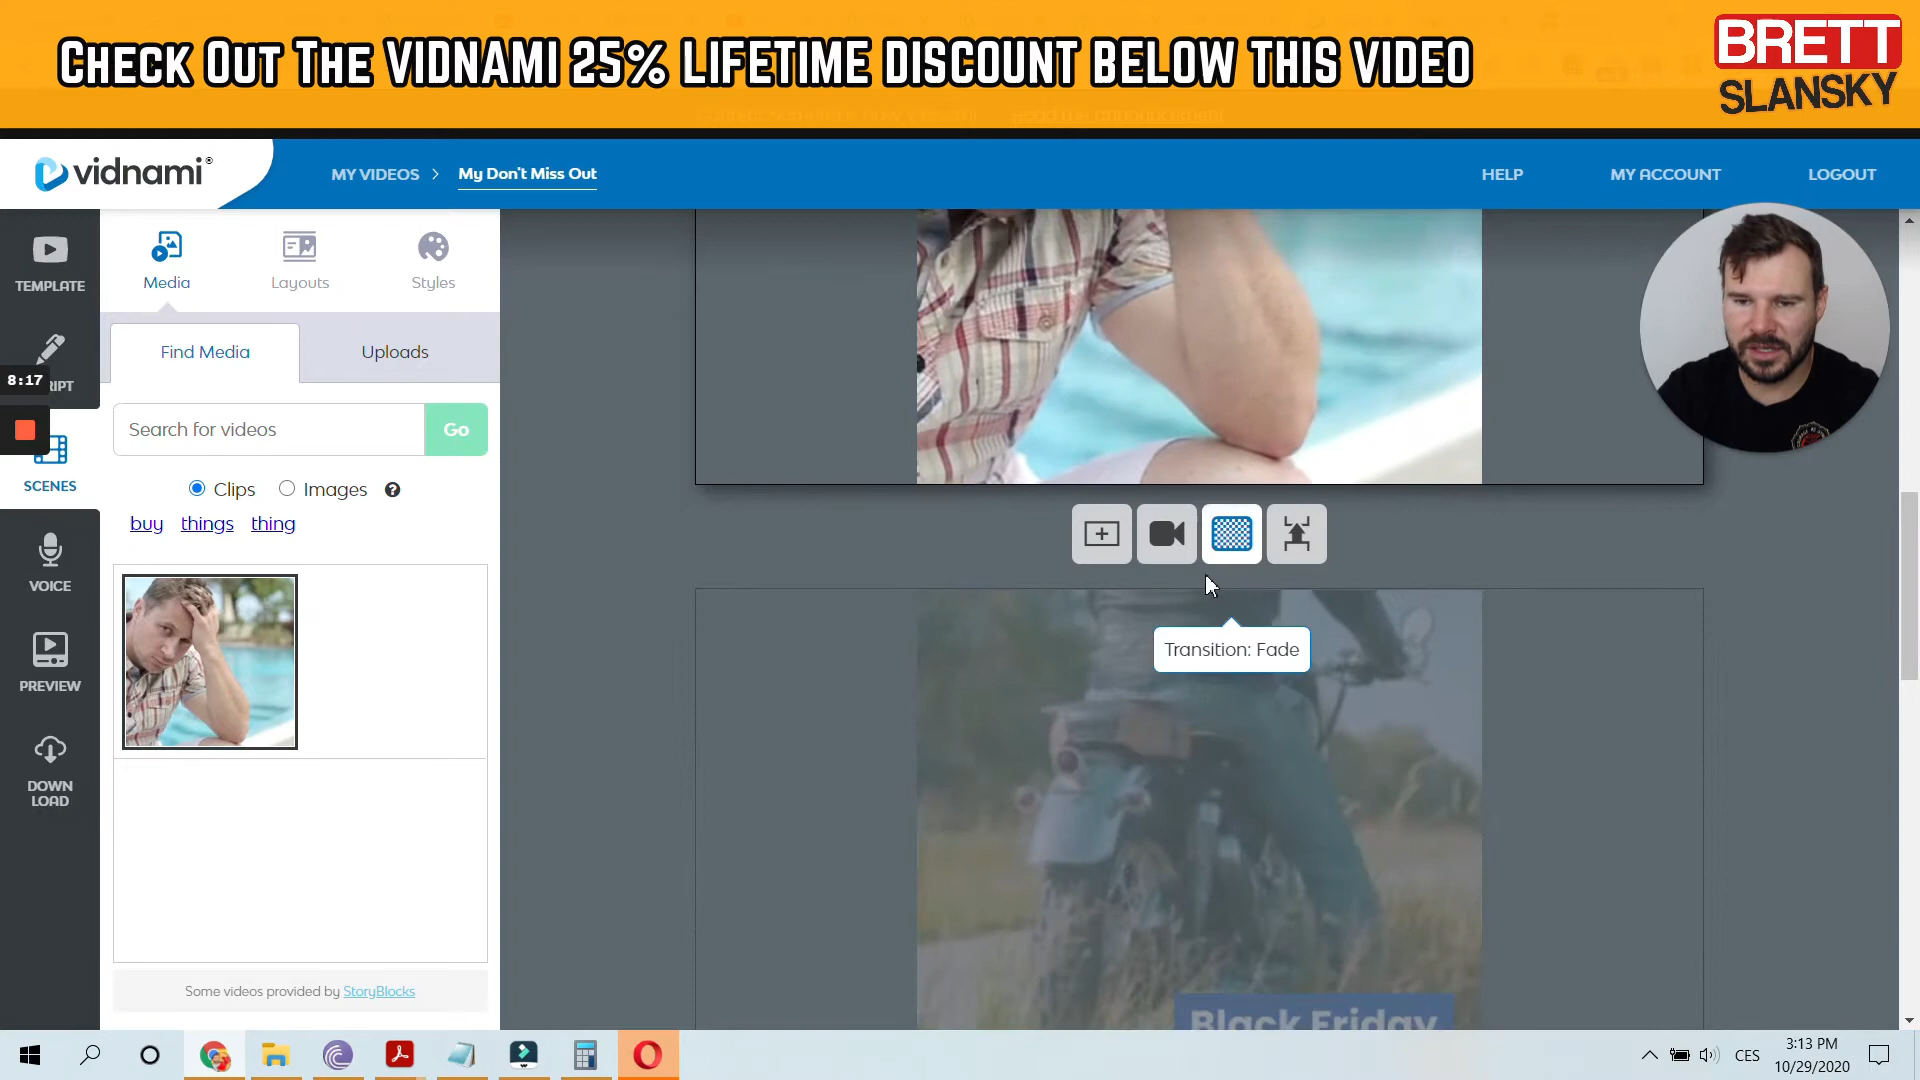 CHECK OUT THE VIDNAMI 25% LIFETIME DISCOUNT BELOW THIS VIDEO
BRETT
SLANSKY
vidnami®
MY VIDEOS > My Don't Miss Out
HELP
MY ACCOUNT
LOGOUT
TEMPLATE
Media
Layouts
Styles
Find Media
Uploads
8:17
Search for videos
Go
SCENES
Clips
Images
buy things thing
VOICE
Transition: Fade
PREVIEW
DOWN
LOAD
Some videos provided by StoryBlocks
Black Friday
CES
3:13 PM
10/29/2020